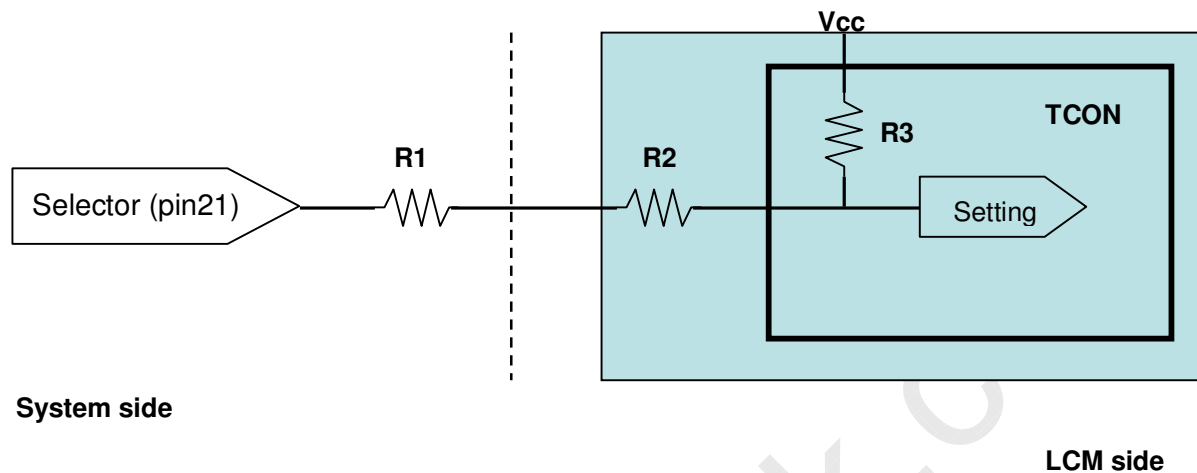 Vcc
TCON
R3
R1
R2
Selector (pin21)
Setting
System side
LCM side